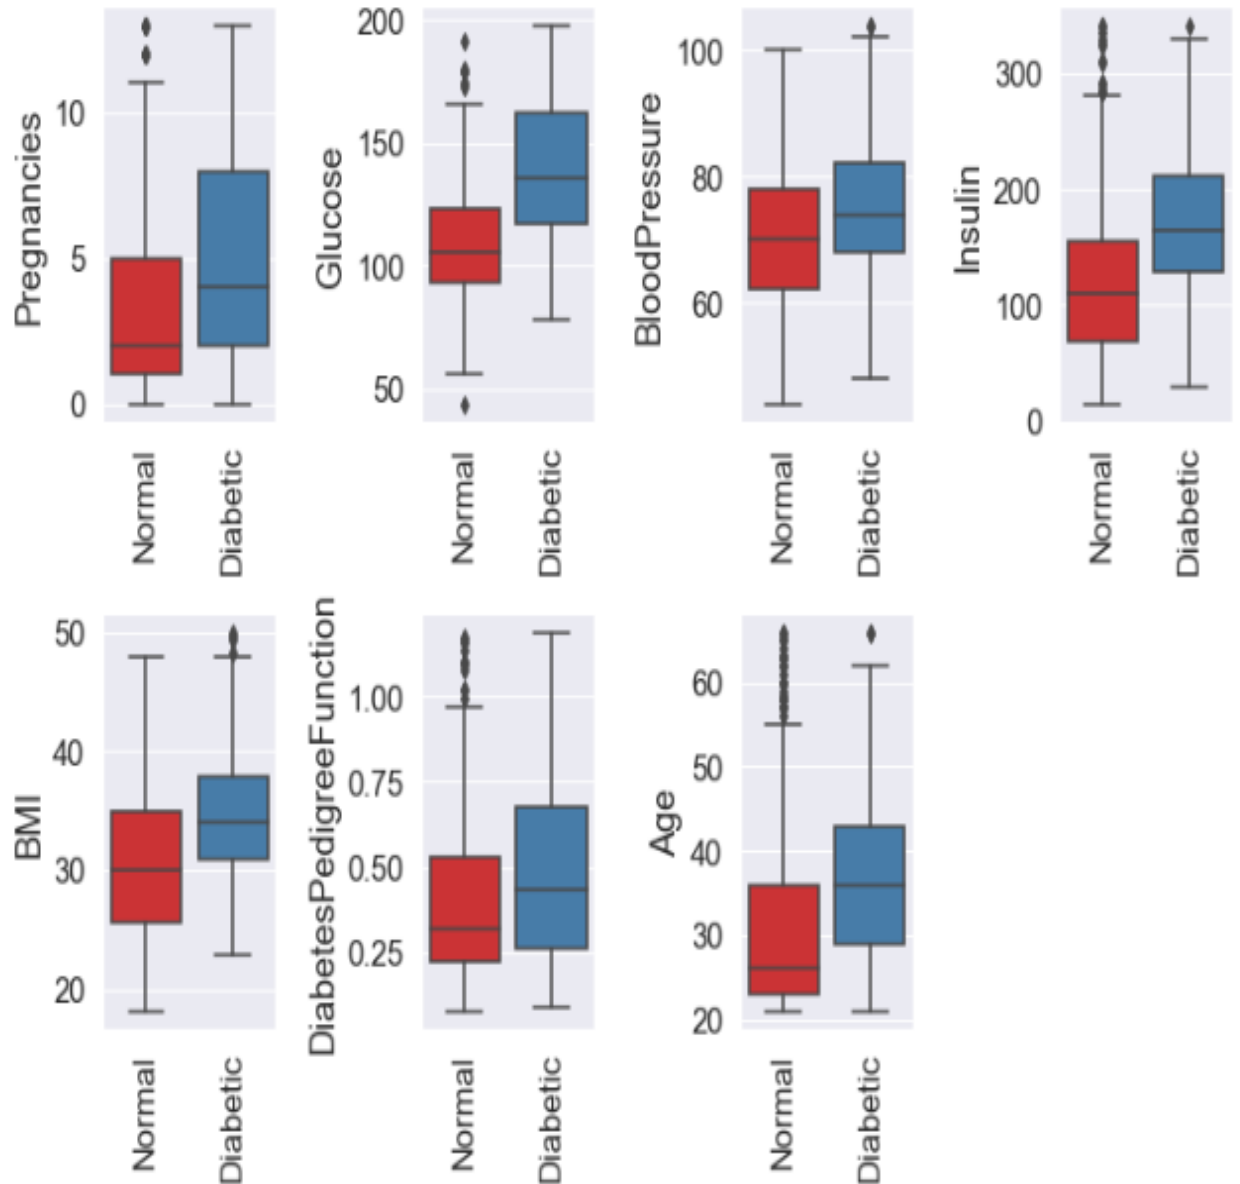 Pregnancies
10
5
0
Normal
Diabetic
Glucose
200
150
100
50
Normal
Diabetic
BloodPressure
100
80
60
Normal
Diabetic
Insulin
300
200
100
0
Normal
Diabetic
BMI
50
40
30
20
Normal
Diabetic
DiabetesPedigreeFunction
1.00
0.75
0.50
0.25
Normal
Diabetic
Age
60
50
40
30
20
Normal
Diabetic